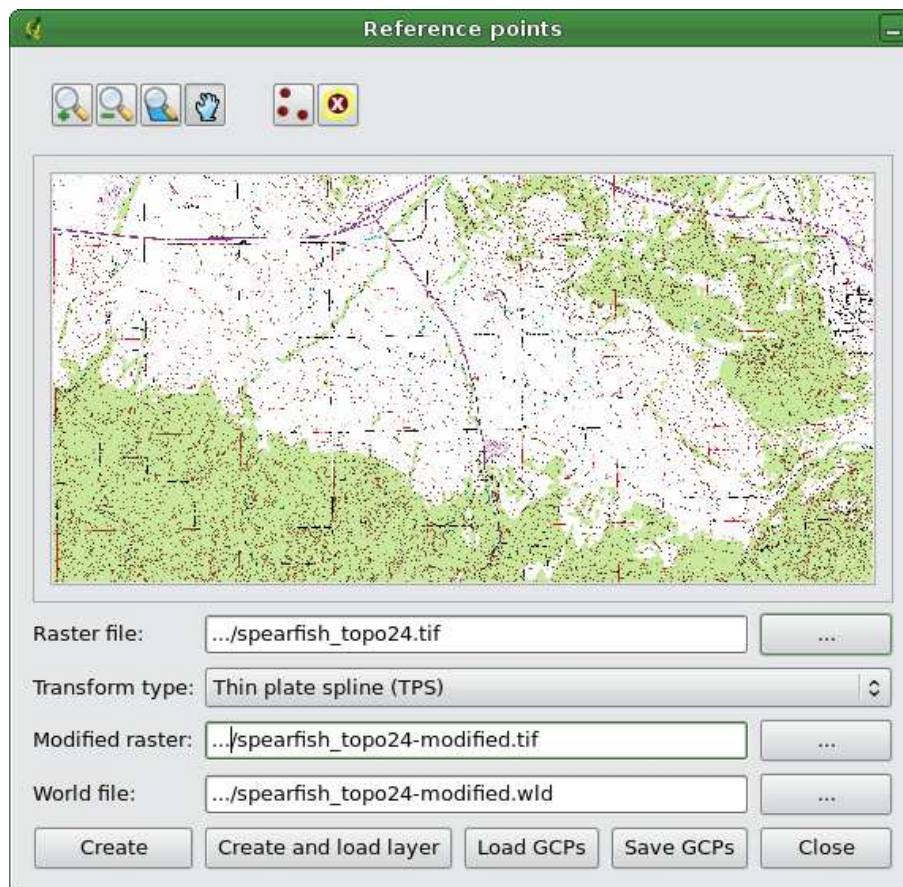 Reference points
Raster file: .../spearfish_topo24.tif ...
Transform type: Thin plate spline (TPS)
Modified raster: .../spearfish_topo24-modified.tif ...
World file: .../spearfish_topo24-modified.wld ...
Create Create and load layer Load GCPs Save GCPs Close